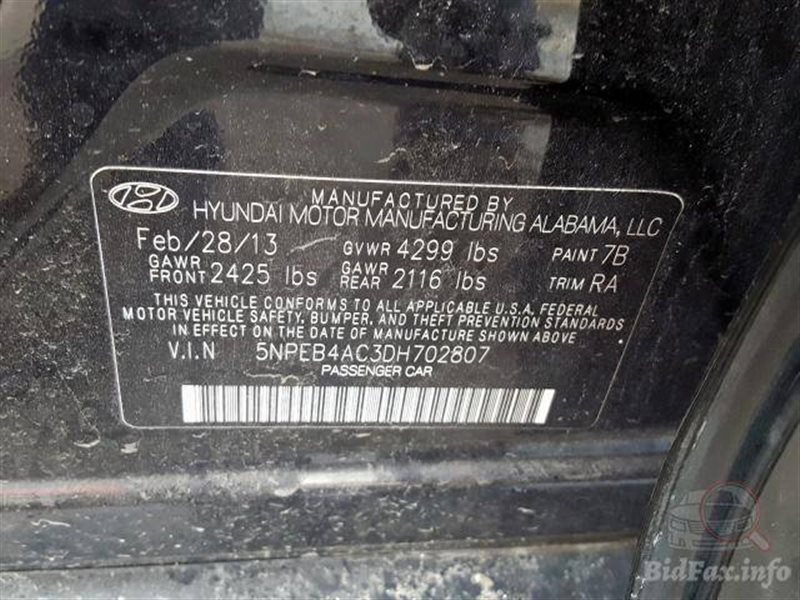 MANUFACTURED BY
HYUNDAI MOTOR MANUFACTURING ALABAMA, LLC
Feb/28/13 GVWR 4299 lbs PAINT 7B
GAWR FRONT 2425 lbs GAWR REAR 2116 lbs TRIM RA
THIS VEHICLE CONFORMS TO ALL APPLICABLE U.S.A. FEDERAL
MOTOR VEHICLE SAFETY, BUMPER, AND THEFT PREVENTION STANDARDS
IN EFFECT ON THE DATE OF MANUFACTURE SHOWN ABOVE.
V.I.N 5NPEB4AC3DH702807
PASSENGER CAR
BidFax.info